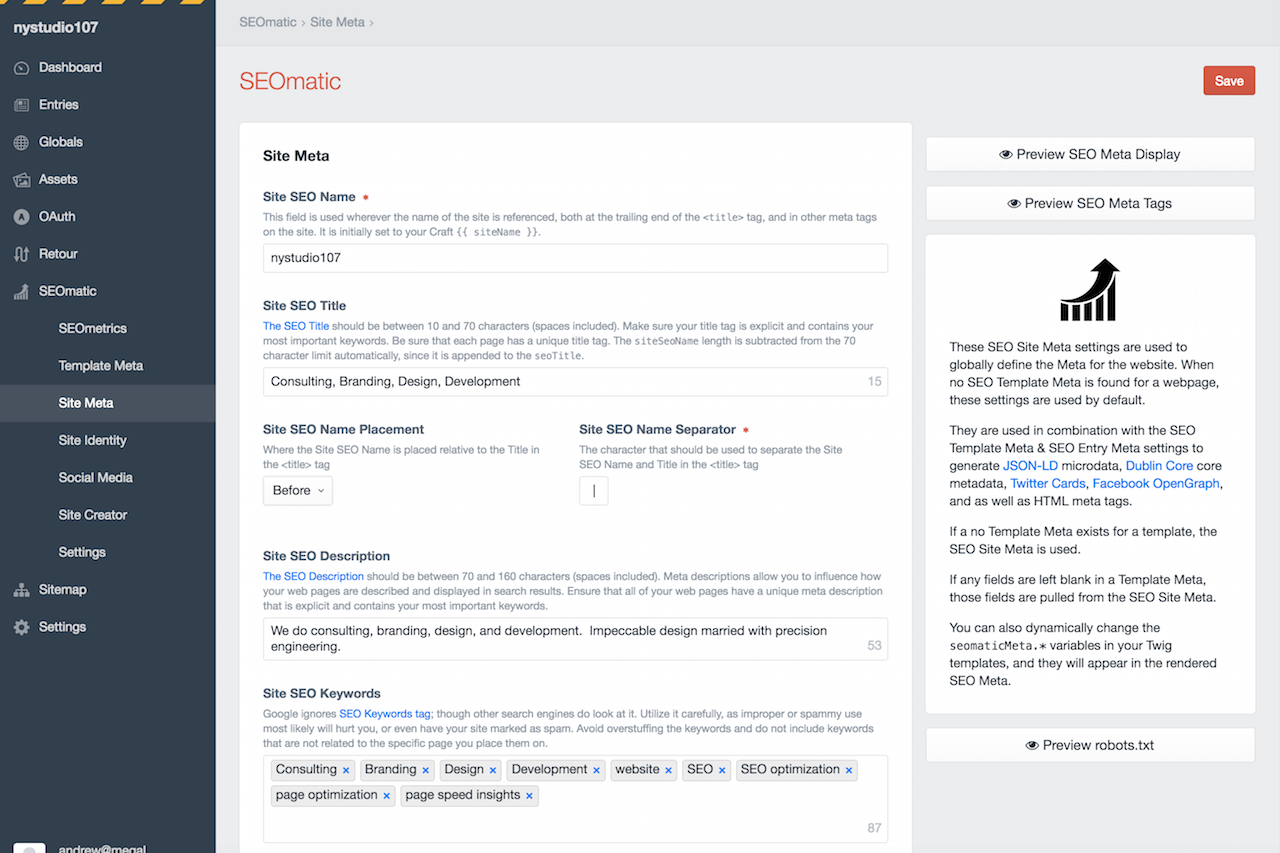 nystudio107
Dashboard
Entries
Globals
Assets
OAuth
Retour
SEOmatic
SEOmetrics
Template Meta
Site Meta
Site Identity
Social Media
Site Creator
Settings
Sitemap
Settings
SEOmatic › Site Meta ›
SEOmatic
Save
Site Meta
Site SEO Name *
This field is used wherever the name of the site is referenced, both at the trailing end of the <title> tag, and in other meta tags
on the site. It is initially set to your Craft {{ siteName }}.
nystudio107
Site SEO Title
The SEO Title should be between 10 and 70 characters (spaces included). Make sure your title tag is explicit and contains your
most important keywords. Be sure that each page has a unique title tag. The siteSeoName length is subtracted from the 70
character limit automatically, since it is appended to the seoTitle.
Consulting, Branding, Design, Development 15
Site SEO Name Placement
Where the Site SEO Name is placed relative to the Title in
the <title> tag
Before
Site SEO Name Separator *
The character that should be used to separate the Site
SEO Name and Title in the <title> tag
|
Site SEO Description
The SEO Description should be between 70 and 160 characters (spaces included). Meta descriptions allow you to influence how
your web pages are described and displayed in search results. Ensure that all of your web pages have a unique meta description
that is explicit and contains your most important keywords.
We do consulting, branding, design, and development.  Impeccable design married with precision
engineering. 53
Site SEO Keywords
Google ignores SEO Keywords tag; though other search engines do look at it. Utilize it carefully, as improper or spammy use
most likely will hurt you, or even have your site marked as spam. Avoid overstuffing the keywords and do not include keywords
that are not related to the specific page you place them on.
Consulting × Branding × Design × Development × website × SEO × SEO optimization ×
page optimization × page speed insights ×
87
Preview SEO Meta Display
Preview SEO Meta Tags
These SEO Site Meta settings are used to
globally define the Meta for the website. When
no SEO Template Meta is found for a webpage,
these settings are used by default.
They are used in combination with the SEO
Template Meta & SEO Entry Meta settings to
generate JSON-LD microdata, Dublin Core core
metadata, Twitter Cards, Facebook OpenGraph,
and as well as HTML meta tags.
If a no Template Meta exists for a template, the
SEO Site Meta is used.
If any fields are left blank in a Template Meta,
those fields are pulled from the SEO Site Meta.
You can also dynamically change the
seomaticMeta.* variables in your Twig
templates, and they will appear in the rendered
SEO Meta.
Preview robots.txt
andrew@megal